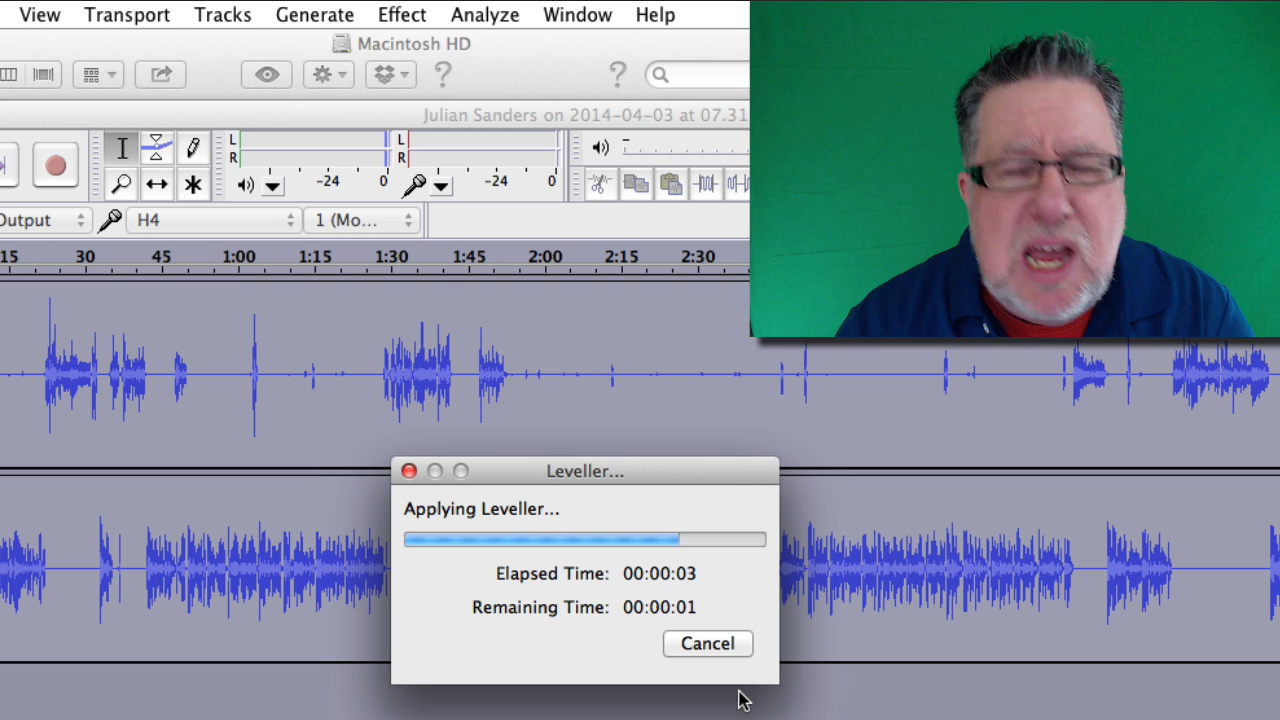 View Transport Tracks Generate Effect Analyze Window Help
Macintosh HD
Julian Sanders on 2014-04-03 at 07.31
L
R
-24 0
L
R
-24 0
Output
H4
1 (Mo...
15 30 45 1:00 1:15 1:30 1:45 2:00 2:15 2:30
Leveller...
Applying Leveller...
Elapsed Time: 00:00:03
Remaining Time: 00:00:01
Cancel